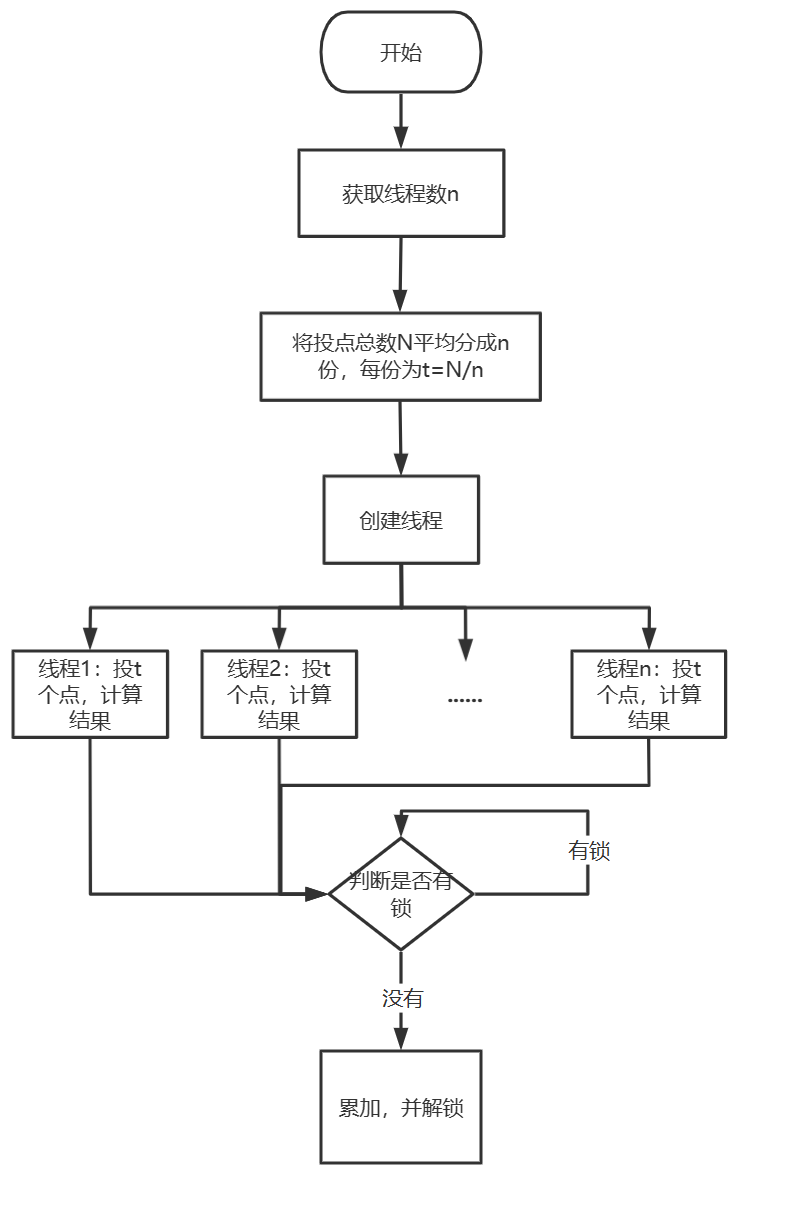 开始
获取线程数n
将投点总数N平均分成n
份，每份为t=N/n
创建线程
线程1：投t
个点，计算
结果
线程2：投t
个点，计算
结果
......
线程n：投t
个点，计算
结果
有锁
判断是否有
锁
没有
累加，并解锁